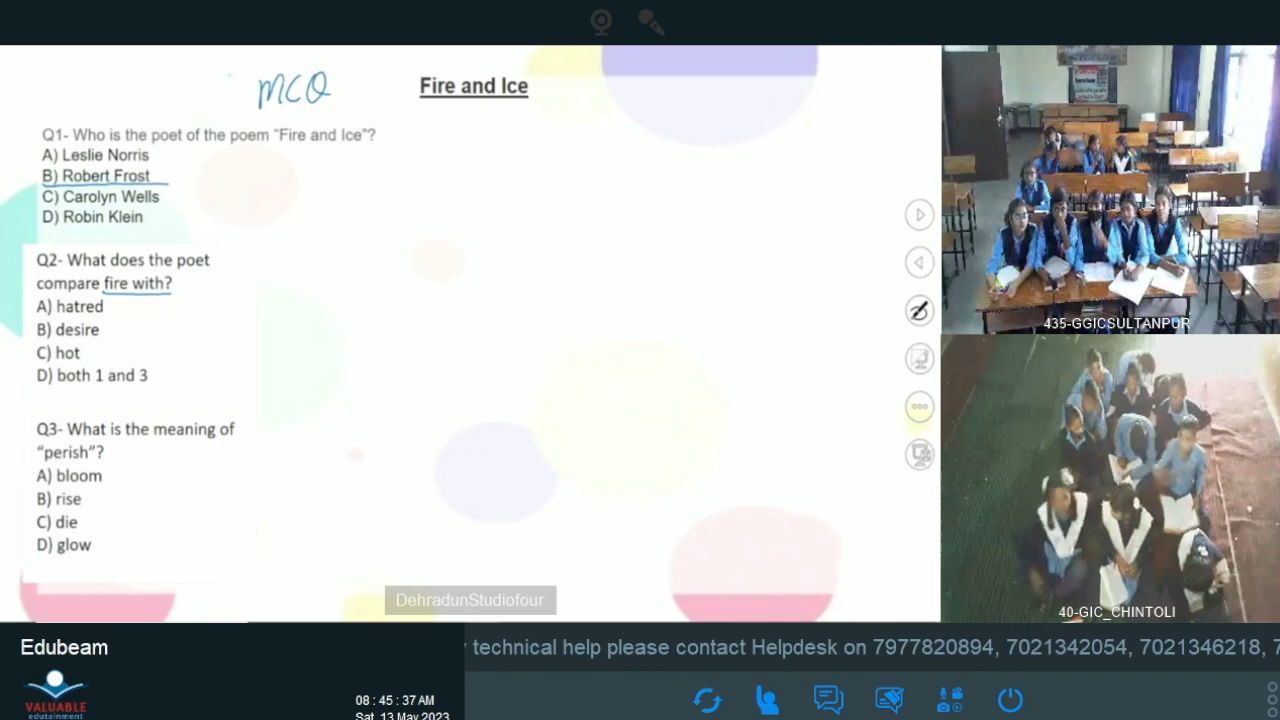 MCQ
Fire and Ice
Q1- Who is the poet of the poem “Fire and Ice”?
A) Leslie Norris
B) Robert Frost
C) Carolyn Wells
D) Robin Klein
Q2- What does the poet
compare fire with?
A) hatred
B) desire
C) hot
D) both 1 and 3
Q3- What is the meaning of
“perish”?
A) bloom
B) rise
C) die
D) glow
DehradunStudiofour
435-GGICSULTANPUR
40-GIC_CHINTOLI
Edubeam
technical help please contact Helpdesk on 7977820894, 7021342054, 7021346218, 7
VALUABLE
edutainment
08 : 45 : 37 AM
Sat, 13 May 2023